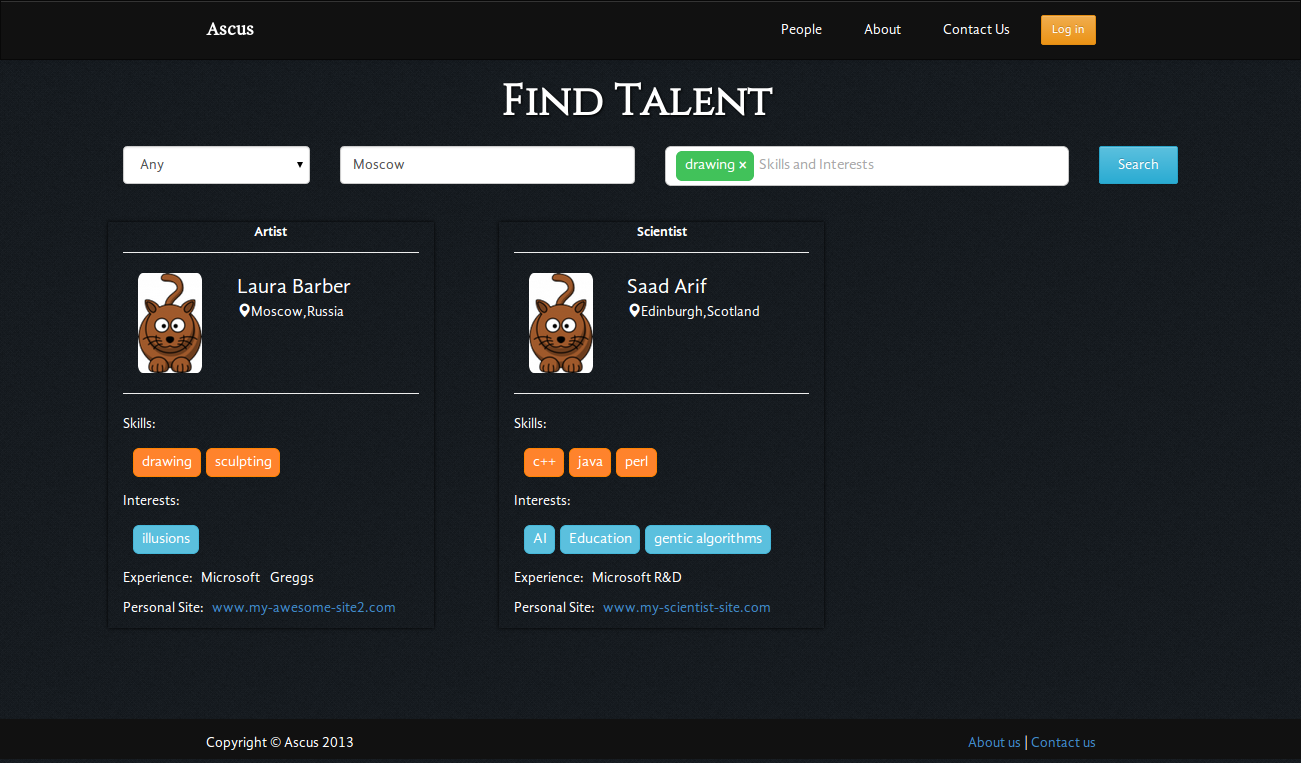 Ascus People About Contact Us Log in
Find Talent
Any Moscow drawing × Skills and Interests Search
Artist
Laura Barber
Moscow,Russia
Skills:
drawing sculpting
Interests:
illusions
Experience: Microsoft Greggs
Personal Site: www.my-awesome-site2.com
Scientist
Saad Arif
Edinburgh,Scotland
Skills:
c++ java perl
Interests:
AI Education gentic algorithms
Experience: Microsoft R&D
Personal Site: www.my-scientist-site.com
Copyright © Ascus 2013 About us | Contact us